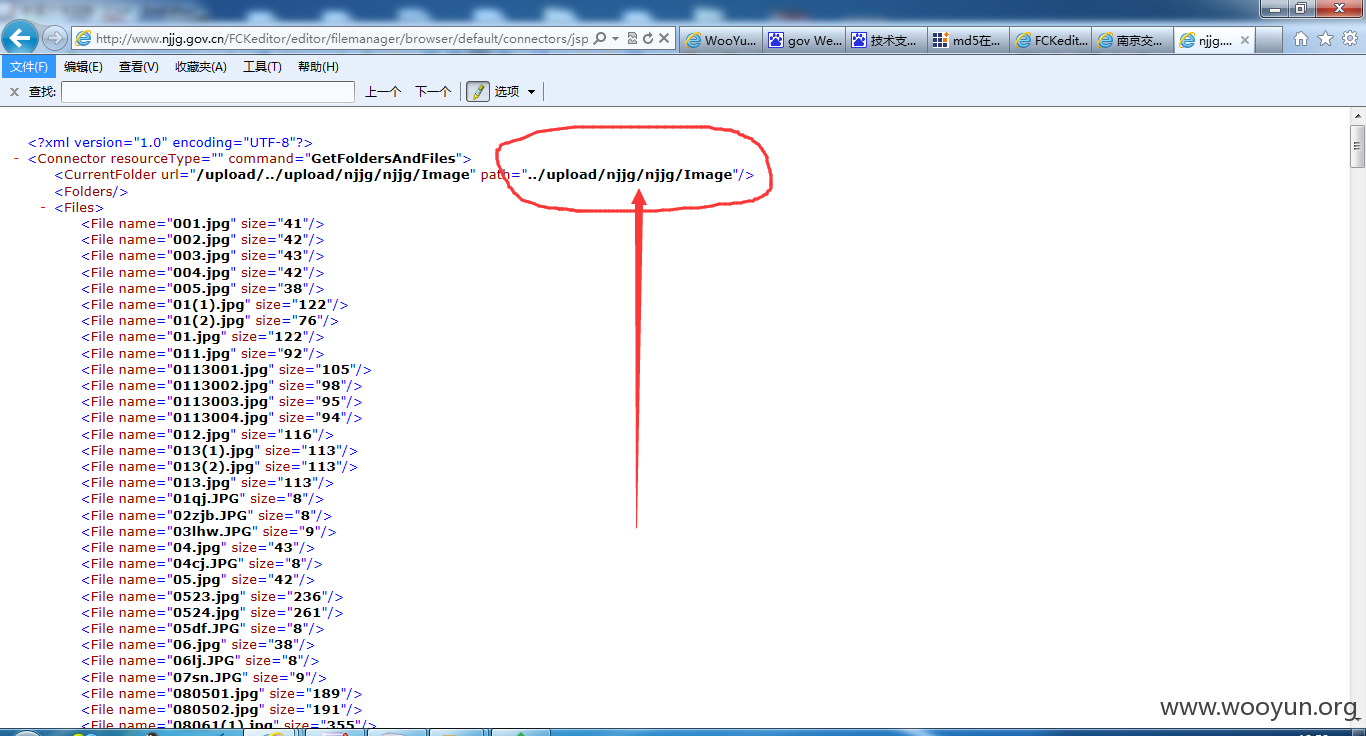 http://www.njjg.gov.cn/FCKeditor/editor/filemanager/browser/default/connectors/jsp
WooYu...
gov We...
技术支...
md5在...
FCKedit...
南京交...
njjg....
文件(F) 编辑(E) 查看(V) 收藏夹(A) 工具(T) 帮助(H)
x 查找: 上一个 下一个 选项
<?xml version="1.0" encoding="UTF-8"?>
- <Connector resourceType="" command="GetFoldersAndFiles">
<CurrentFolder url="/upload/../upload/njjg/njjg/Image" path="../upload/njjg/njjg/Image"/>
<Folders/>
- <Files>
<File name="001.jpg" size="41"/>
<File name="002.jpg" size="42"/>
<File name="003.jpg" size="43"/>
<File name="004.jpg" size="42"/>
<File name="005.jpg" size="38"/>
<File name="01(1).jpg" size="122"/>
<File name="01(2).jpg" size="76"/>
<File name="01.jpg" size="122"/>
<File name="011.jpg" size="92"/>
<File name="0113001.jpg" size="105"/>
<File name="0113002.jpg" size="98"/>
<File name="0113003.jpg" size="95"/>
<File name="0113004.jpg" size="94"/>
<File name="012.jpg" size="116"/>
<File name="013(1).jpg" size="113"/>
<File name="013(2).jpg" size="113"/>
<File name="013.jpg" size="113"/>
<File name="01qj.JPG" size="8"/>
<File name="02zjb.JPG" size="8"/>
<File name="03lhw.JPG" size="9"/>
<File name="04.jpg" size="43"/>
<File name="04cj.JPG" size="8"/>
<File name="05.jpg" size="42"/>
<File name="0523.jpg" size="236"/>
<File name="0524.jpg" size="261"/>
<File name="05df.JPG" size="8"/>
<File name="06.jpg" size="38"/>
<File name="06lj.JPG" size="8"/>
<File name="07sn.JPG" size="9"/>
<File name="080501.jpg" size="189"/>
<File name="080502.jpg" size="191"/>
<File name="08061(1).jpg" size="355"/>
www.wooyun.org